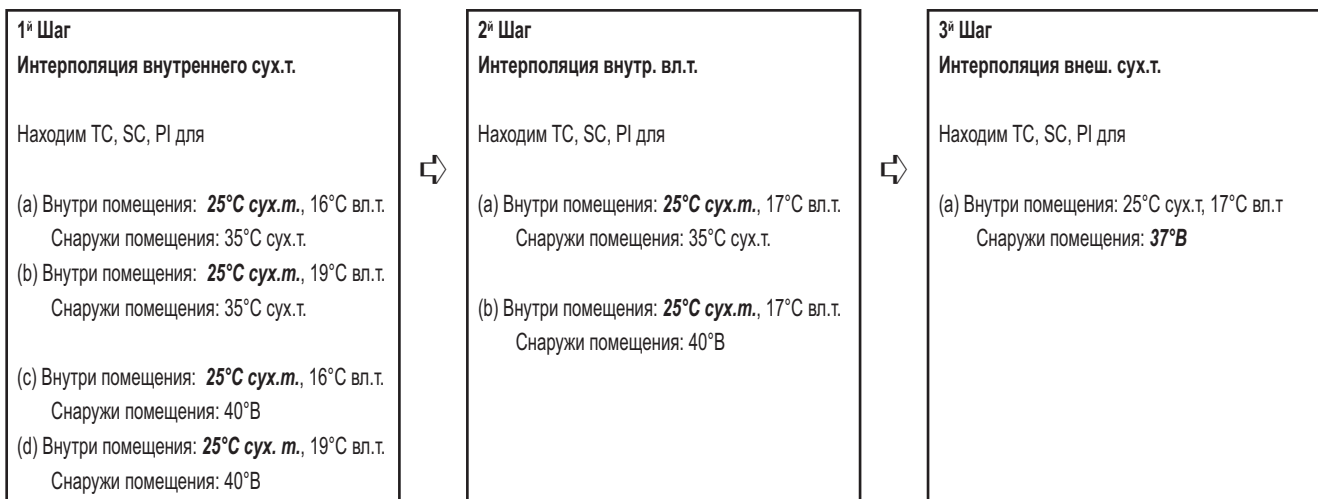 1й Шаг
Интерполяция внутреннего сух.т.
Находим TC, SC, PI для
(a) Внутри помещения: 25°C сух.т., 16°C вл.т.
Снаружи помещения: 35°C сух.т.
(b) Внутри помещения: 25°C сух.т., 19°C вл.т.
Снаружи помещения: 35°C сух.т.
(c) Внутри помещения: 25°C сух.т., 16°C вл.т.
Снаружи помещения: 40°B
(d) Внутри помещения: 25°C сух. т., 19°C вл.т.
Снаружи помещения: 40°B
2й Шаг
Интерполяция внутр. вл.т.
Находим TC, SC, PI для
(a) Внутри помещения: 25°C сух.т., 17°C вл.т.
Снаружи помещения: 35°C сух.т.
(b) Внутри помещения: 25°C сух.т., 17°C вл.т.
Снаружи помещения: 40°B
3й Шаг
Интерполяция внеш. сух.т.
Находим TC, SC, PI для
(a) Внутри помещения: 25°C сух.т, 17°C вл.т
Снаружи помещения: 37°B